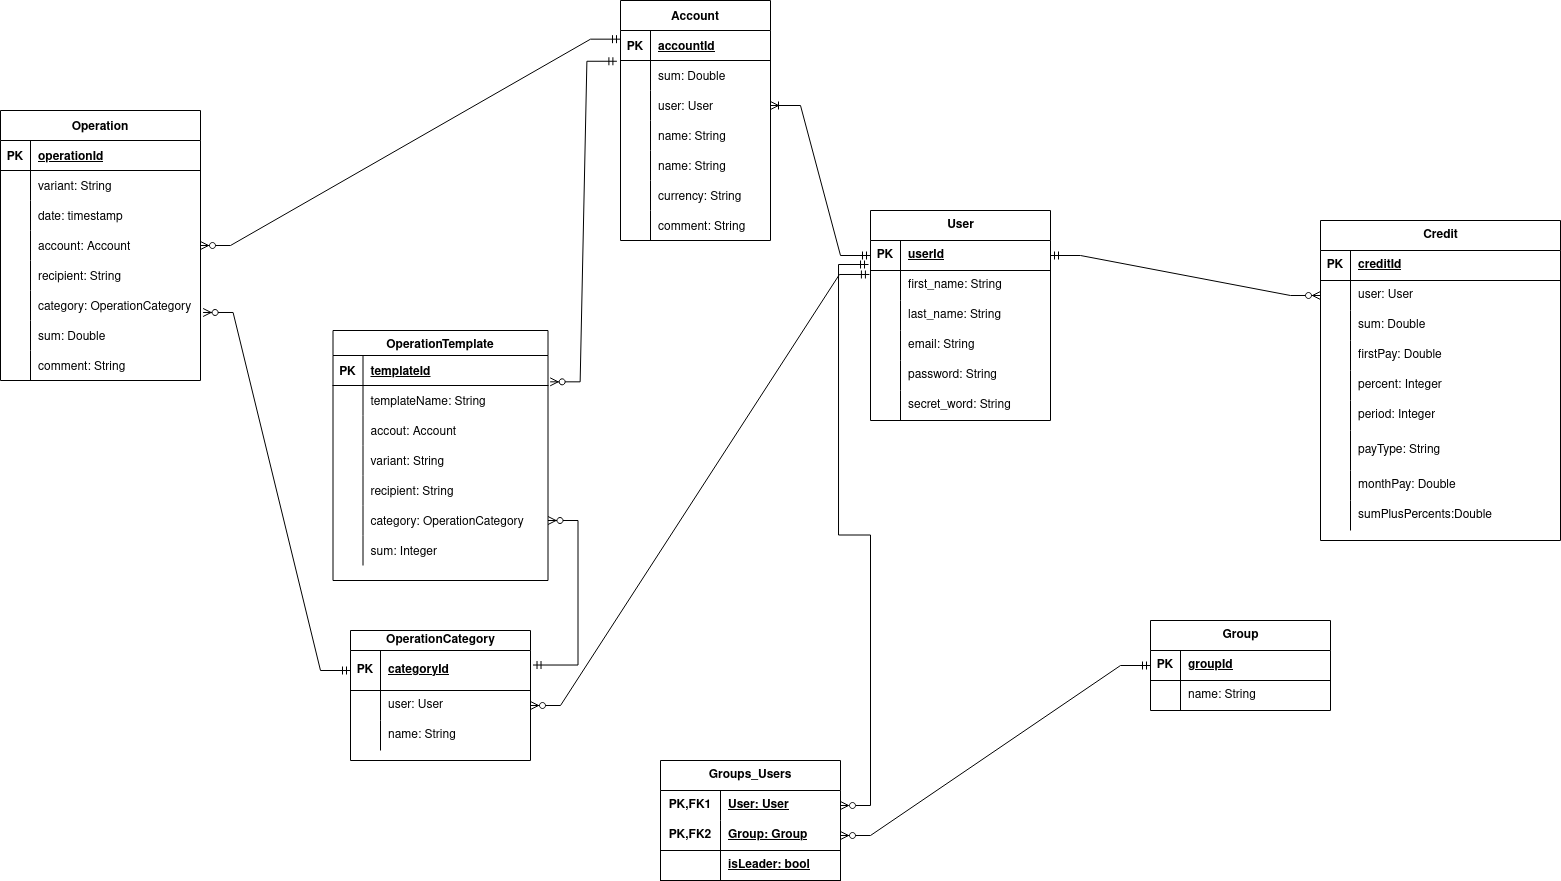 Account
PK accountId
sum: Double
user: User
name: String
name: String
currency: String
comment: String
Operation
PK operationId
variant: String
date: timestamp
account: Account
recipient: String
category: OperationCategory
sum: Double
comment: String
User
PK userId
first_name: String
last_name: String
email: String
password: String
secret_word: String
Credit
PK creditId
user: User
sum: Double
firstPay: Double
percent: Integer
period: Integer
payType: String
monthPay: Double
sumPlusPercents:Double
OperationTemplate
PK templateId
templateName: String
accout: Account
variant: String
recipient: String
category: OperationCategory
sum: Integer
OperationCategory
PK categoryId
user: User
name: String
Group
PK groupId
name: String
Groups_Users
PK,FK1 User: User
PK,FK2 Group: Group
isLeader: bool